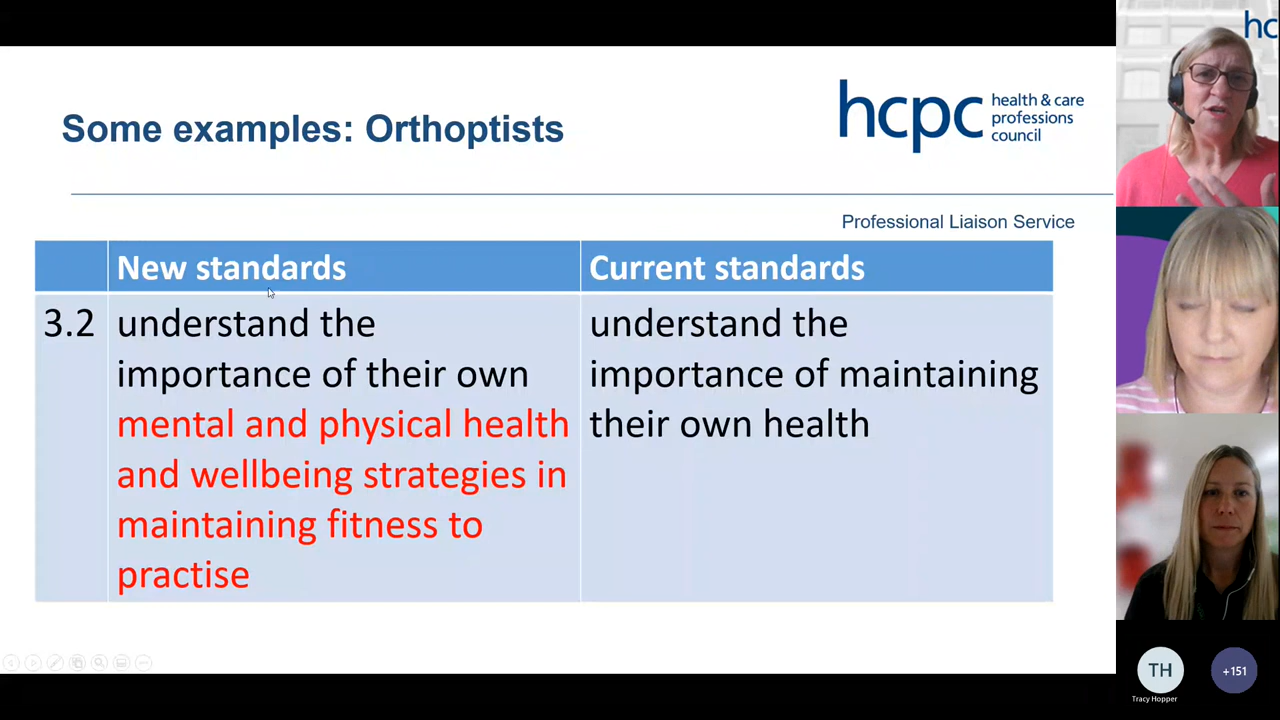 Some examples: Orthoptists
hcpc
health & care
professions
council
Professional Liaison Service
New standards
Current standards
3.2
understand the
importance of their own
mental and physical health
and wellbeing strategies in
maintaining fitness to
practise
understand the
importance of maintaining
their own health
hc
TH
Tracy Hopper
+151